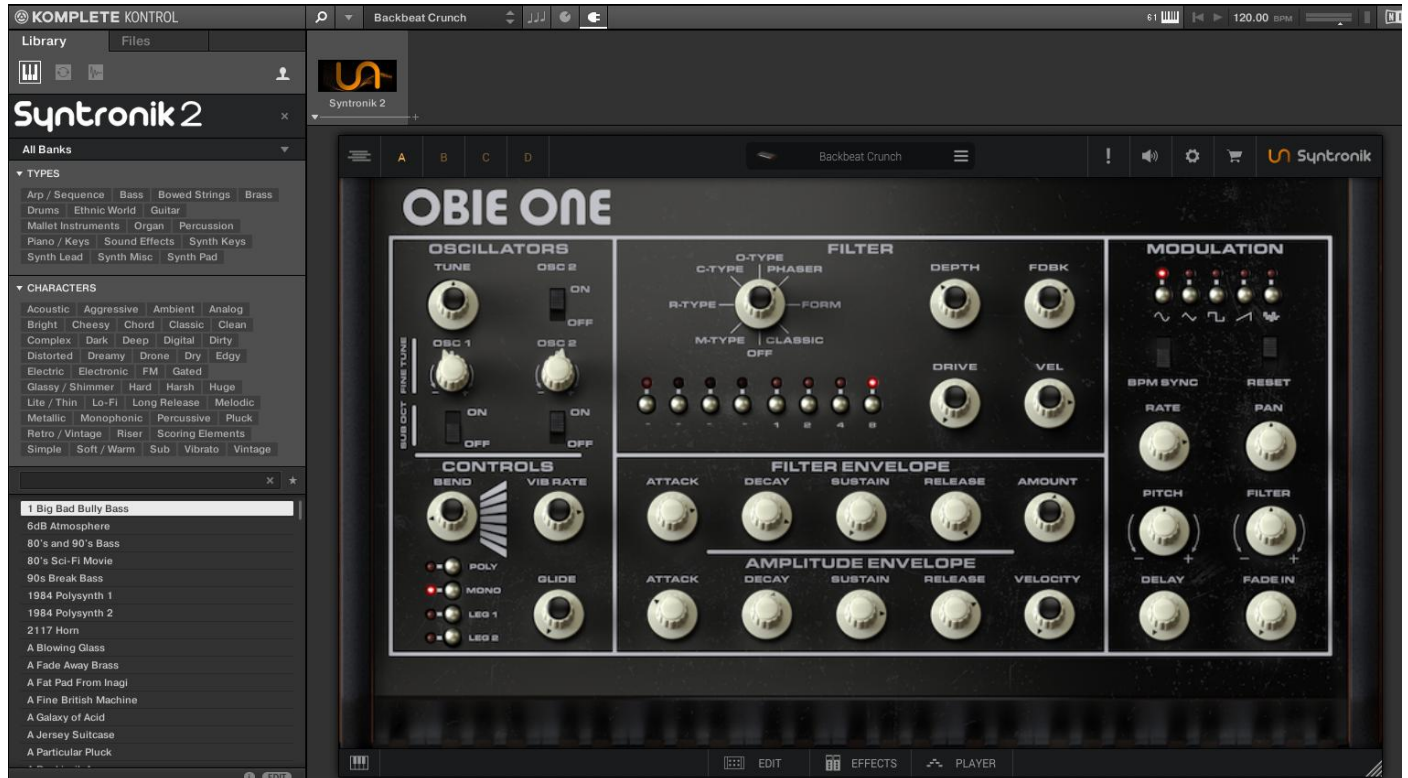 KOMPLETE KONTROL
Backbeat Crunch
61
120.00 BPM
Library Files
Syntronik 2
All Banks
TYPES
Arp / Sequence Bass Bowed Strings Brass
Drums Ethnic World Guitar
Mallet Instruments Organ Percussion
Piano / Keys Sound Effects Synth Keys
Synth Lead Synth Misc Synth Pad
CHARACTERS
Acoustic Aggressive Ambient Analog
Bright Cheesy Chord Classic Clean
Complex Dark Deep Digital Dirty
Distorted Dreamy Drone Dry Edgy
Electric Electronic FM Gated
Glassy / Shimmer Hard Harsh Huge
Lite / Thin Lo-Fi Long Release Melodic
Metallic Monophonic Percussive Pluck
Retro / Vintage Riser Scoring Elements
Simple Soft / Warm Sub Vibrato Vintage
1 Big Bad Bully Bass
6dB Atmosphere
80's and 90's Bass
80's Sci-Fi Movie
90s Break Bass
1984 Polysynth 1
1984 Polysynth 2
2117 Horn
A Blowing Glass
A Fade Away Brass
A Fat Pad From Inagi
A Fine British Machine
A Galaxy of Acid
A Jersey Suitcase
A Particular Pluck
EDIT
Syntronik 2
A B C D
Backbeat Crunch
Syntronik
OBIE ONE
OSCILLATORS
TUNE OSC 2
ON
OFF
FINE TUNE
OSC 1 OSC 2
SUB OCT
ON ON
OFF OFF
CONTROLS
BEND VIB RATE
POLY
MONO
LEG 1
LEG 2
GLIDE
FILTER
O-TYPE
C-TYPE PHASER
R-TYPE FORM
M-TYPE CLASSIC
OFF
DEPTH FDBK
DRIVE VEL
- - - - 1 2 4 8
FILTER ENVELOPE
ATTACK DECAY SUSTAIN RELEASE AMOUNT
AMPLITUDE ENVELOPE
ATTACK DECAY SUSTAIN RELEASE VELOCITY
MODULATION
BPM SYNC RESET
RATE PAN
PITCH FILTER
- + - +
DELAY FADE IN
EDIT EFFECTS PLAYER